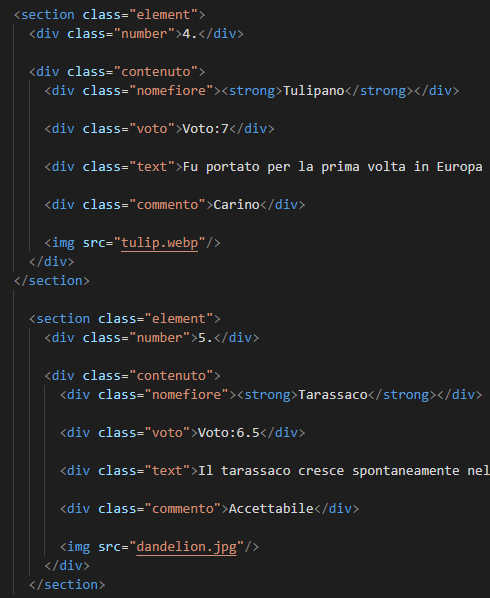 <section class="element">
<div class="number">4.</div>
<div class="contenuto">
<div class="nomefiore"><strong>Tulipano</strong></div>
<div class="voto">Voto:7</div>
<div class="text">Fu portato per la prima volta in Europa
<div class="commento">Carino</div>
<img src="tulip.webp"/>
</div>
</section>
<section class="element">
<div class="number">5.</div>
<div class="contenuto">
<div class="nomefiore"><strong>Tarassaco</strong></div>
<div class="voto">Voto:6.5</div>
<div class="text">Il tarassaco cresce spontaneamente nel
<div class="commento">Accettabile</div>
<img src="dandelion.jpg"/>
</div>
</section>